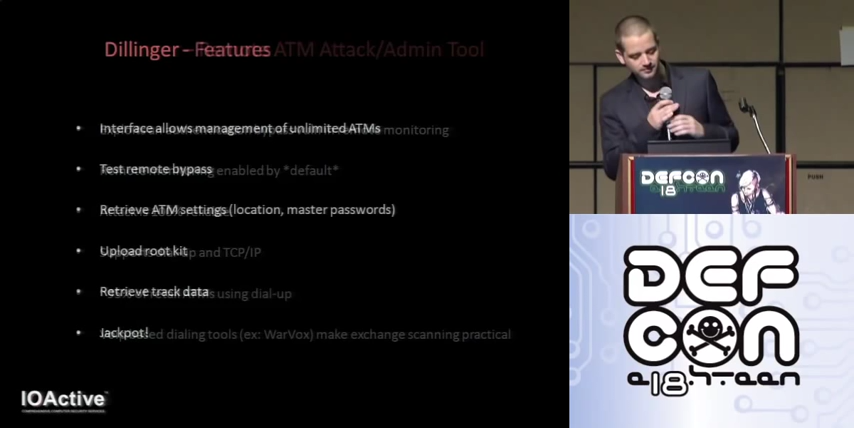 Dillinger - Features
ATM Attack/Admin Tool
Interface allows management of unlimited ATMs
monitoring
Test remote bypass
enabled by *default*
Retrieve ATM settings (location, master passwords)
Upload root kit
and TCP/IP
Retrieve track data
using dial-up
Jackpot!
dialing tools (ex: WarVox) make exchange scanning practical
IOActive
DEFCON
18
PUSH
DEF
CON
18